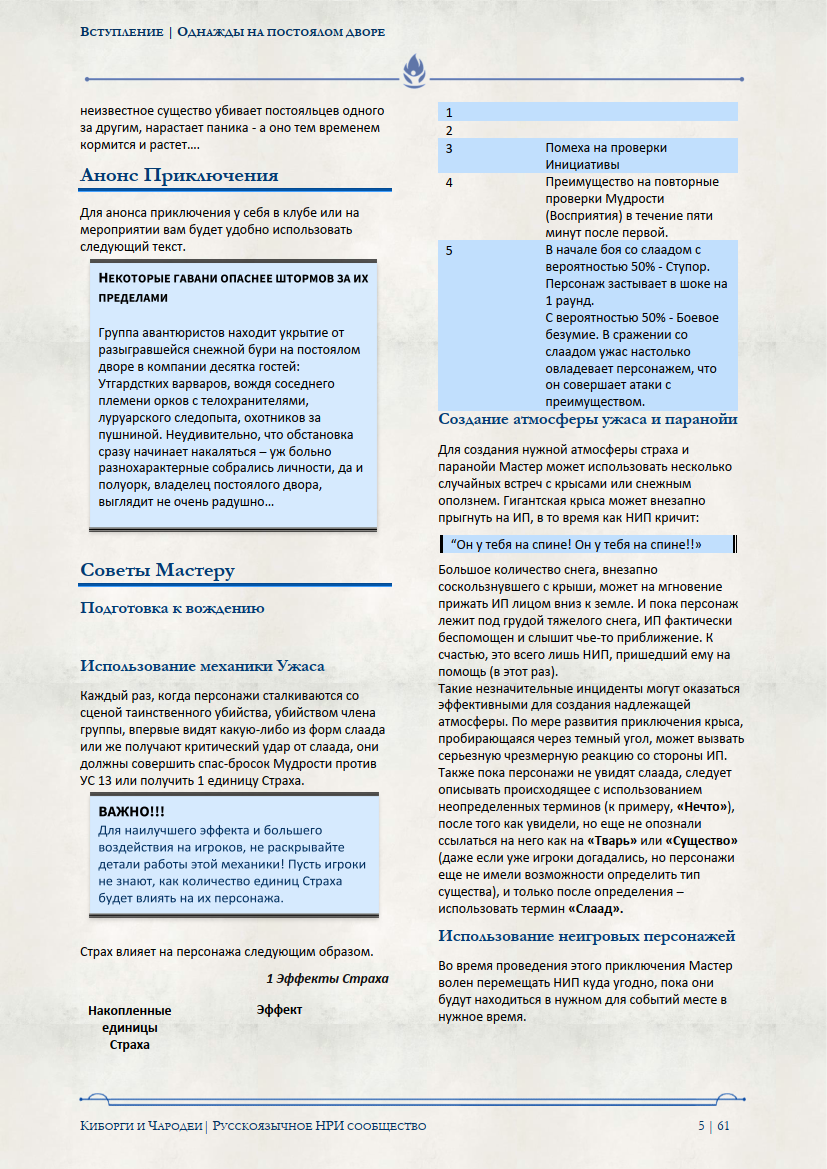 Вступление | Однажды на постоялом дворе
неизвестное существо убивает постояльцев одного
за другим, нарастает паника - а оно тем временем
кормится и растет....
Анонс Приключения
Для анонса приключения у себя в клубе или на
мероприятии вам будет удобно использовать
следующий текст.
Некоторые гавани опаснее штормов за их
пределами
Группа авантюристов находит укрытие от
разыгравшейся снежной бури на постоялом
дворе в компании десятка гостей:
Утгардстких варваров, вождя соседнего
племени орков с телохранителями,
луруарского следопыта, охотников за
пушниной. Неудивительно, что обстановка
сразу начинает накаляться – уж больно
разнохарактерные собрались личности, да и
полуорк, владелец постоялого двора,
выглядит не очень радушно…
Советы Мастеру
Подготовка к вождению
Использование механики Ужаса
Каждый раз, когда персонажи сталкиваются со
сценой таинственного убийства, убийством члена
группы, впервые видят какую-либо из форм слаада
или же получают критический удар от слаада, они
должны совершить спас-бросок Мудрости против
УС 13 или получить 1 единицу Страха.
ВАЖНО!!!
Для наилучшего эффекта и большего
воздействия на игроков, не раскрывайте
детали работы этой механики! Пусть игроки
не знают, как количество единиц Страха
будет влиять на их персонажа.
Страх влияет на персонажа следующим образом.
1 Эффекты Страха
Накопленные
единицы
Страха
Эффект
1
2
3
Помеха на проверки
Инициативы
4
Преимущество на повторные
проверки Мудрости
(Восприятия) в течение пяти
минут после первой.
5
В начале боя со слаадом с
вероятностью 50% - Ступор.
Персонаж застывает в шоке на
1 раунд.
С вероятностью 50% - Боевое
безумие. В сражении со
слаадом ужас настолько
овладевает персонажем, что
он совершает атаки с
преимуществом.
Создание атмосферы ужаса и паранойи
Для создания нужной атмосферы страха и
паранойи Мастер может использовать несколько
случайных встреч с крысами или снежным
оползнем. Гигантская крыса может внезапно
прыгнуть на ИП, в то время как НИП кричит:
“Он у тебя на спине! Он у тебя на спине!!»
Большое количество снега, внезапно
соскользнувшего с крыши, может на мгновение
прижать ИП лицом вниз к земле. И пока персонаж
лежит под грудой тяжелого снега, ИП фактически
беспомощен и слышит чье-то приближение. К
счастью, это всего лишь НИП, пришедший ему на
помощь (в этот раз).
Такие незначительные инциденты могут оказаться
эффективными для создания надлежащей
атмосферы. По мере развития приключения крыса,
пробирающаяся через темный угол, может вызвать
серьезную чрезмерную реакцию со стороны ИП.
Также пока персонажи не увидят слаада, следует
описывать происходящее с использованием
неопределенных терминов (к примеру, «Нечто»),
после того как увидели, но еще не опознали
ссылаться на него как на «Тварь» или «Существо»
(даже если уже игроки догадались, но персонажи
еще не имели возможности определить тип
существа), и только после определения –
использовать термин «Слаад».
Использование неигровых персонажей
Во время проведения этого приключения Мастер
волен перемещать НИП куда угодно, пока они
будут находиться в нужном для событий месте в
нужное время.
Киборги и Чародеи| Русскоязычное НРИ сообщество
5 | 61